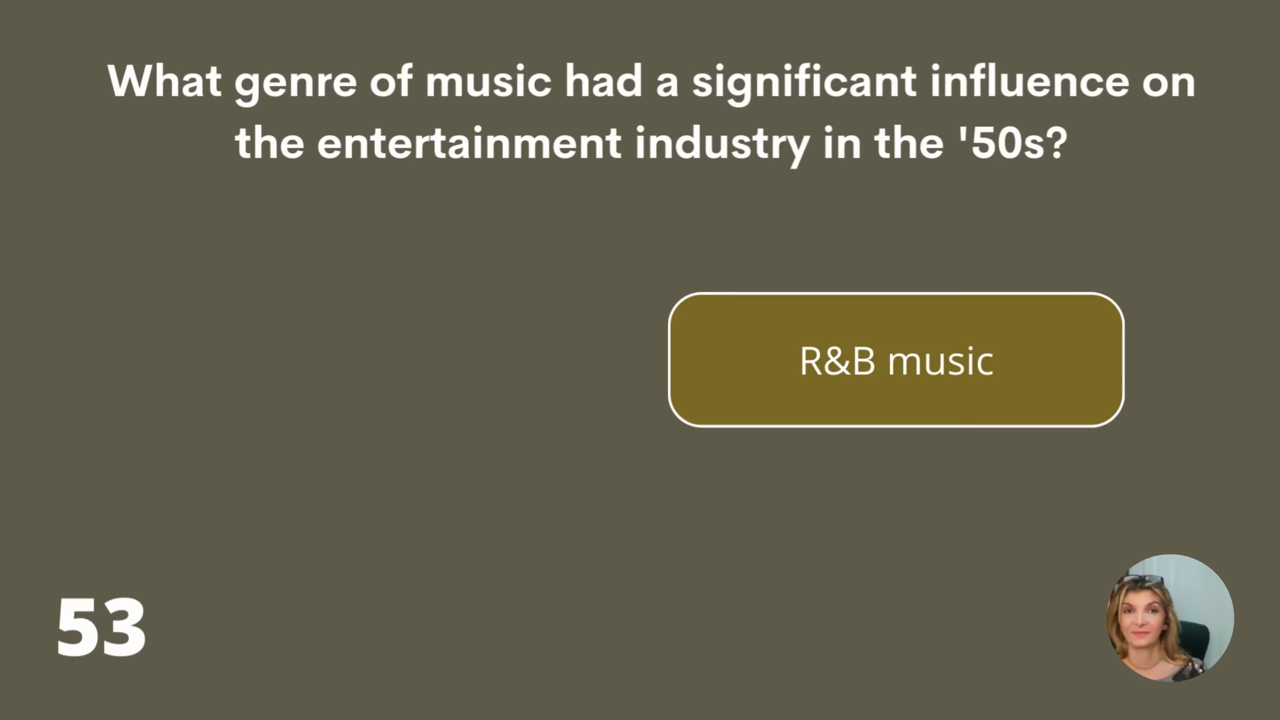 What genre of music had a significant influence on
the entertainment industry in the '50s?
R&B music
53